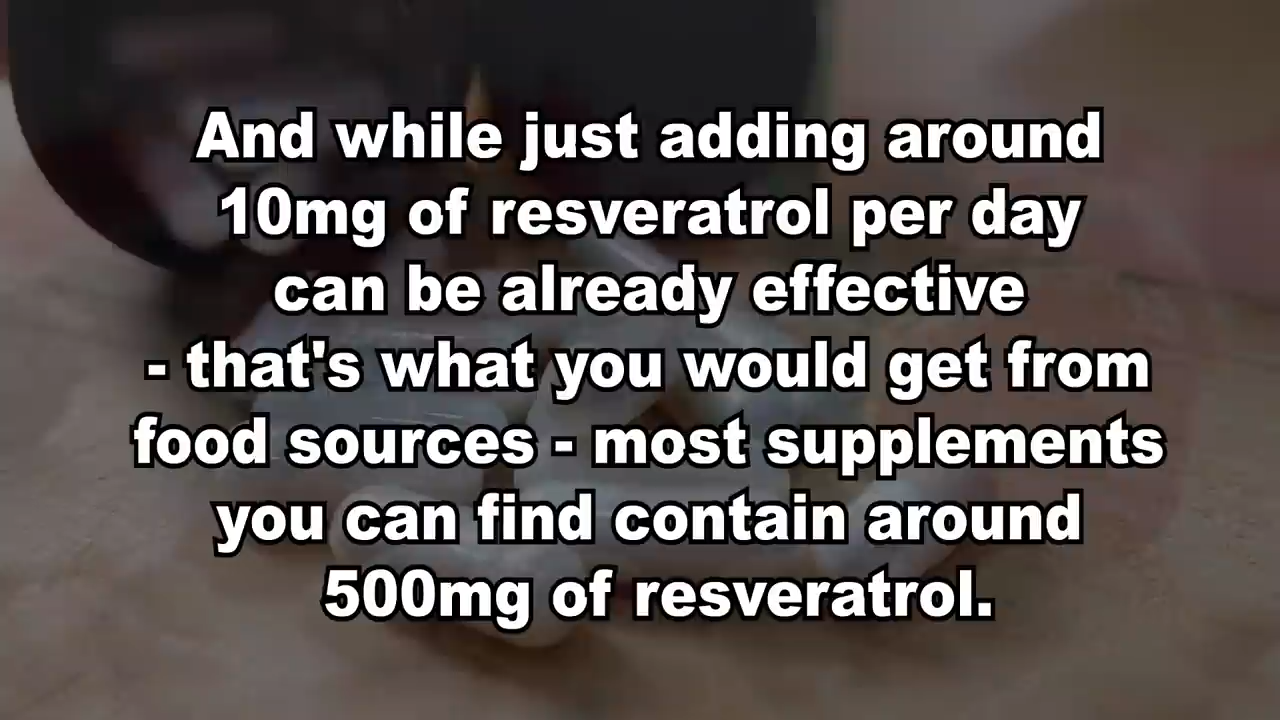 And while just adding around
10mg of resveratrol per day
can be already effective
- that's what you would get from
food sources - most supplements
you can find contain around
500mg of resveratrol.